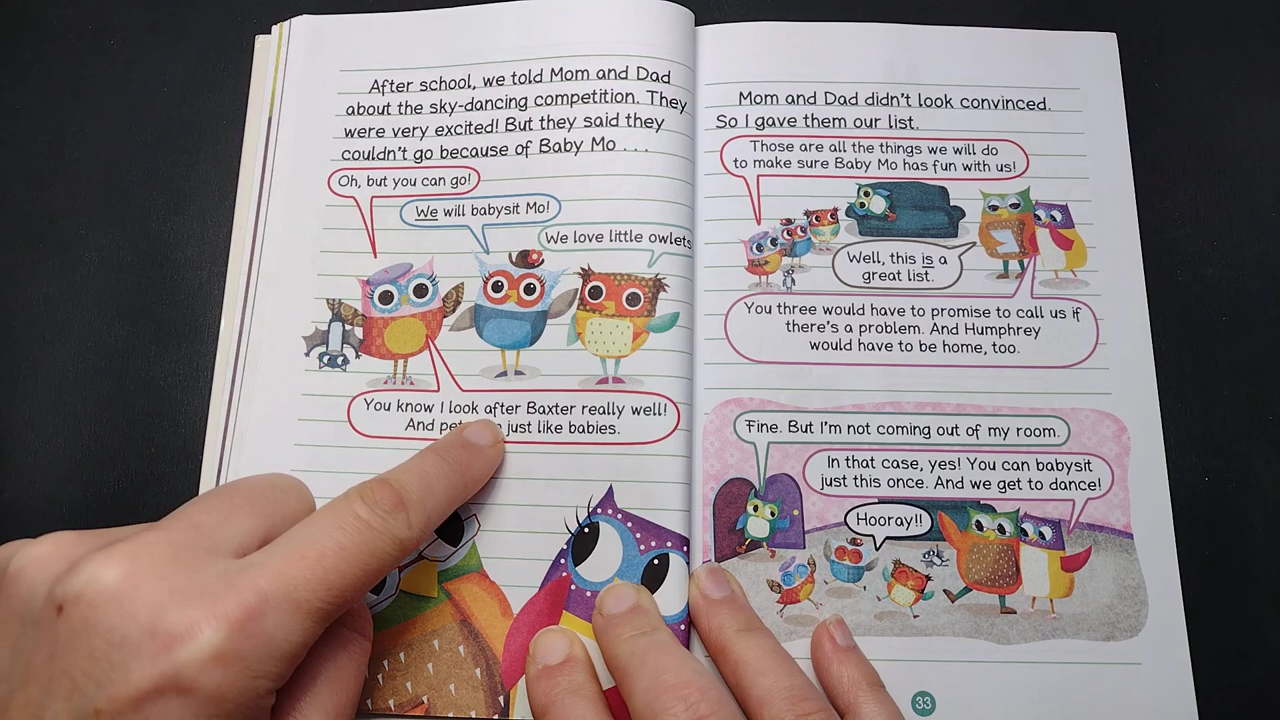 After school, we told Mom and Dad
about the sky-dancing competition. They
were very excited! But they said they
couldn't go because of Baby Mo . . .
Oh, but you can go!
We will babysit Mo!
We love little owlets
You know I look after Baxter really well!
And just like babies.
Mom and Dad didn't look convinced.
So I gave them our list.
Those are all the things we will do
to make sure Baby Mo has fun with us!
Well, this is a
great list.
You three would have to promise to call us if
there's a problem. And Humphrey
would have to be home, too.
Fine. But I'm not coming out of my room.
In that case, yes! You can babysit
just this once. And we get to dance!
Hooray!!
33